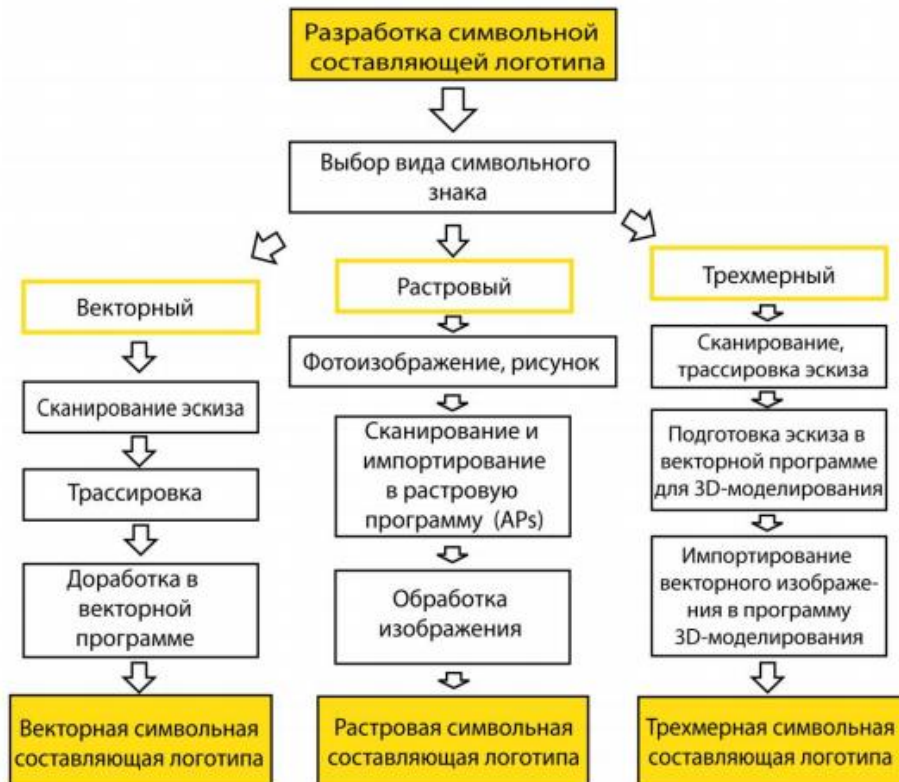 Разработка символьной
составляющей логотипа
Выбор вида символьного
знака
Векторный
Сканирование эскиза
Трассировка
Доработка в
векторной
программе
Векторная символьная
составляющая логотипа
Растровый
Фотоизображение, рисунок
Сканирование и
импортирование
в растровую
программу (APs)
Обработка
изображения
Растровая символьная
составляющая логотипа
Трехмерный
Сканирование,
трассировка эскиза
Подготовка эскиза в
векторной программе
для 3D-моделирования
Импортирование
векторного изображе-
ния в программу
3D-моделирования
Трехмерная символьная
составляющая логотипа